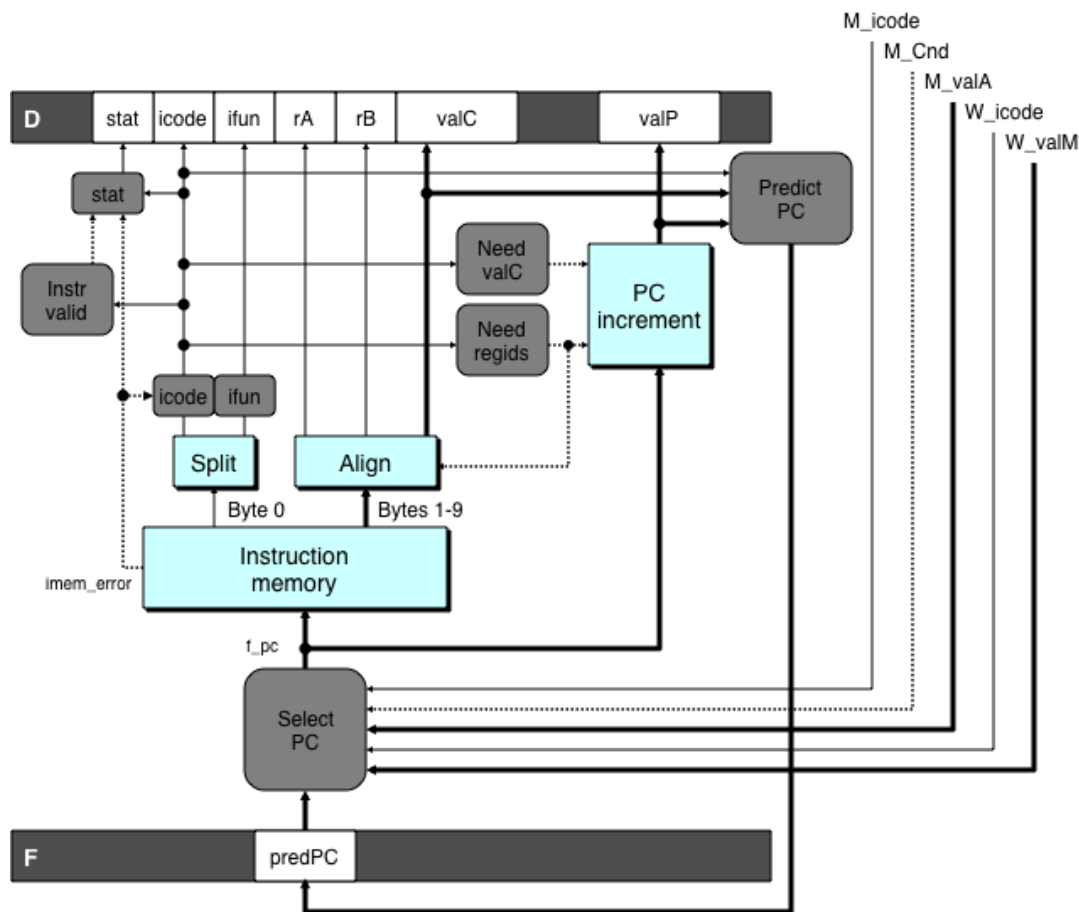 M_icode
M_Cnd
M_valA
W_icode
W_valM
D
stat
icode
ifun
rA
rB
valC
valP
stat
Predict
PC
Need
valC
Instr
valid
PC
increment
Need
regids
icode
ifun
Split
Align
Byte 0
Bytes 1-9
Instruction
memory
imem_error
f_pc
Select
PC
F
predPC